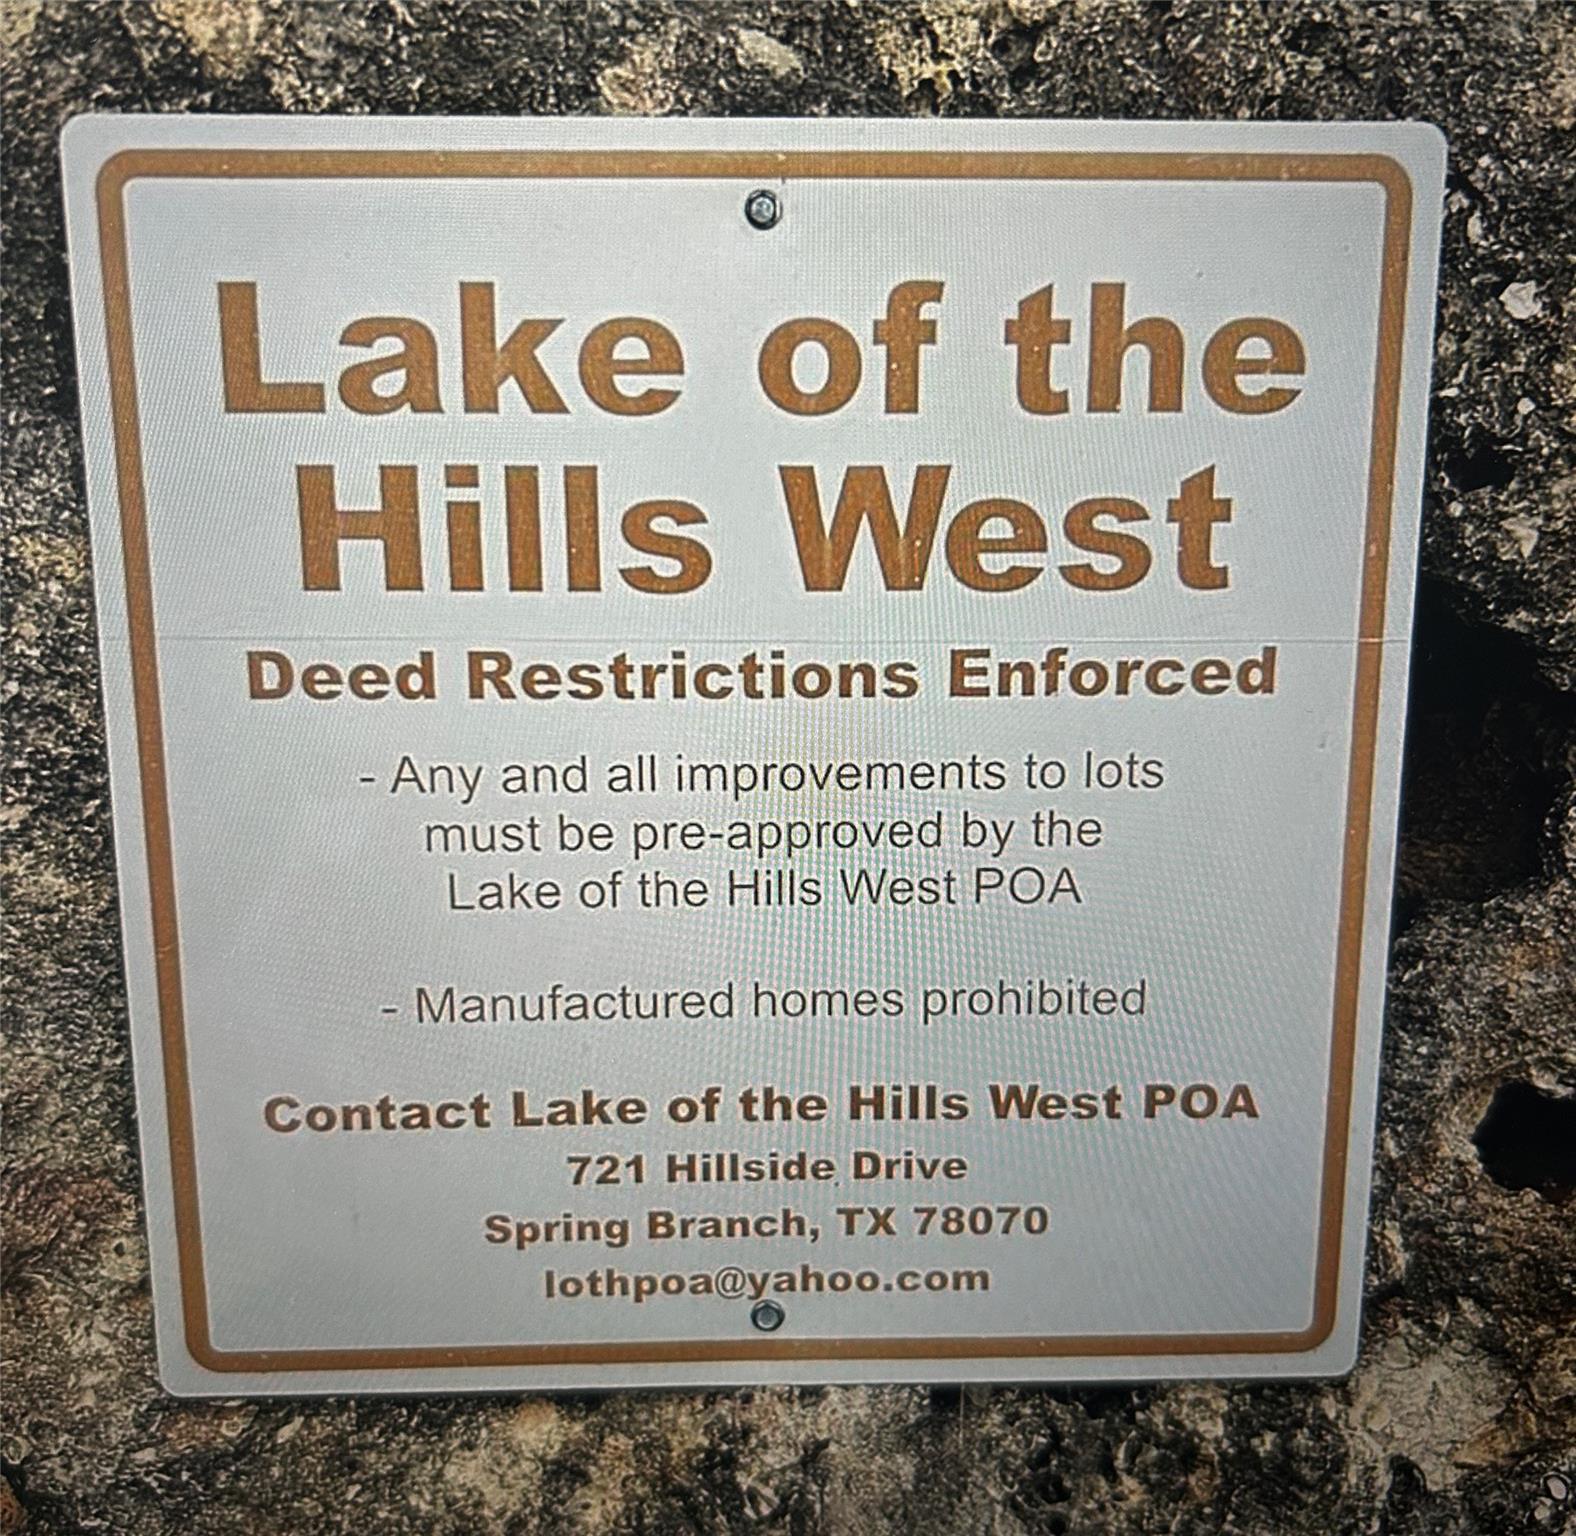 Lake of the
Hills West
Deed Restrictions Enforced
- Any and all improvements to lots
must be pre-approved by the
Lake of the Hills West POA
- Manufactured homes prohibited
Contact Lake of the Hills West POA
721 Hillside Drive
Spring Branch, TX 78070
lothpoa@yahoo.com